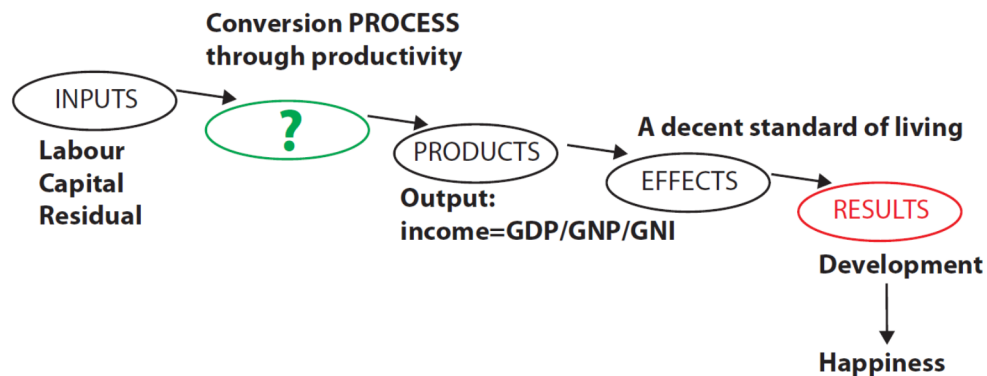 Conversion PROCESS
through productivity
INPUTS
?
Labour
Capital
Residual
PRODUCTS
Output:
income=GDP/GNP/GNI
A decent standard of living
EFFECTS
RESULTS
Development
Happiness